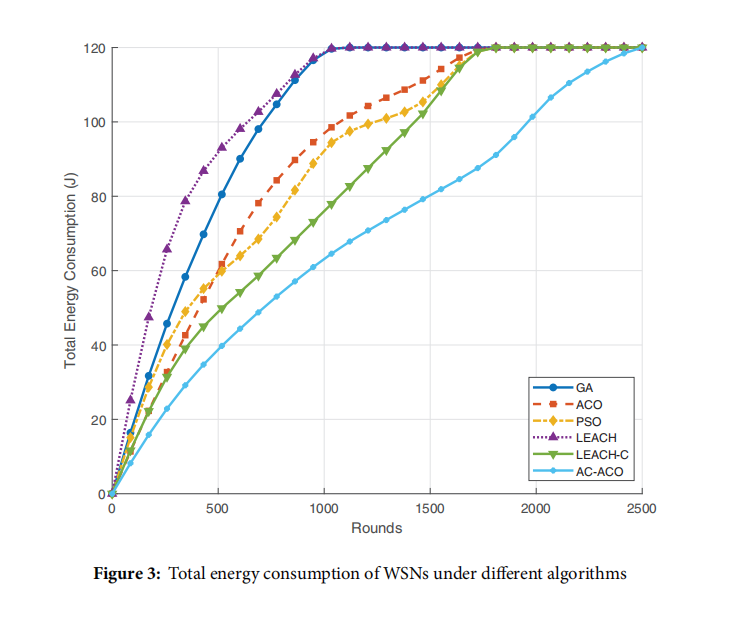 120
100
80
60
40
20
0
0 500 1000 1500 2000 2500
Total Energy Consumption (J)
Rounds
GA
ACO
PSO
LEACH
LEACH-C
AC-ACO
Figure 3: Total energy consumption of WSNs under different algorithms